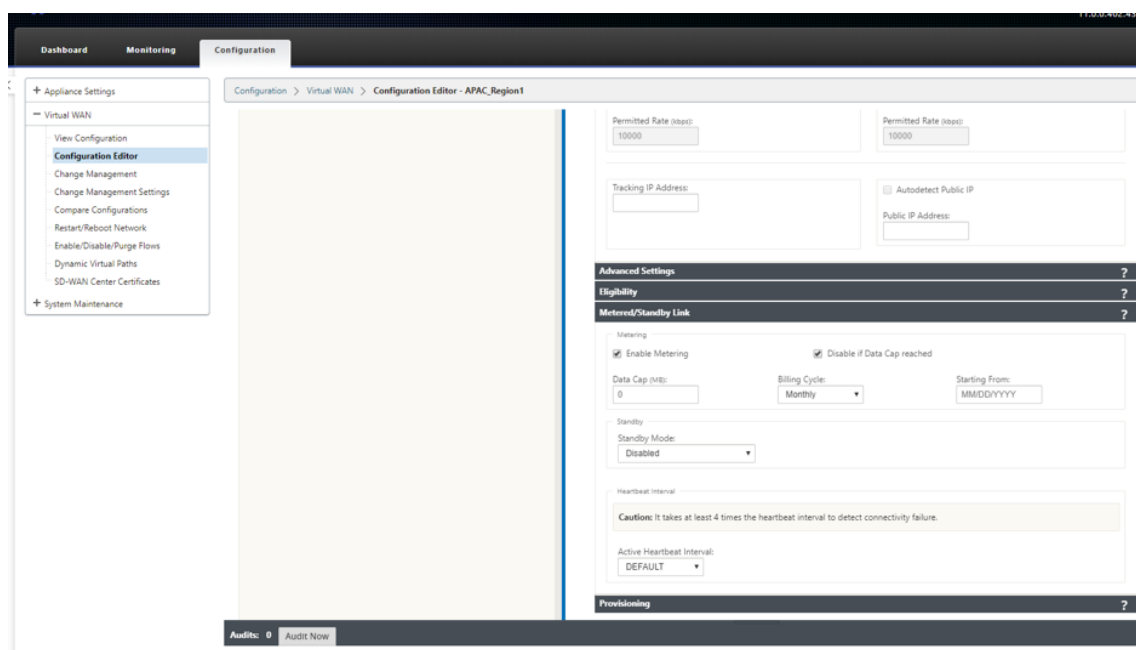 11.0.0.402.43
Dashboard Monitoring Configuration
+ Appliance Settings
− Virtual WAN
View Configuration
Configuration Editor
Change Management
Change Management Settings
Compare Configurations
Restart/Reboot Network
Enable/Disable/Purge Flows
Dynamic Virtual Paths
SD-WAN Center Certificates
+ System Maintenance
Configuration > Virtual WAN > Configuration Editor - APAC_Region1
Permitted Rate (kbps): Permitted Rate (kbps):
10000 10000
Tracking IP Address: Autodetect Public IP
Public IP Address:
Advanced Settings ?
Eligibility ?
Metered/Standby Link ?
Metering
Enable Metering Disable if Data Cap reached
Data Cap (MB): Billing Cycle: Starting From:
0 Monthly MM/DD/YYYY
Standby
Standby Mode:
Disabled
Heartbeat Interval
Caution: It takes at least 4 times the heartbeat interval to detect connectivity failure.
Active Heartbeat Interval:
DEFAULT
Provisioning ?
Audits: 0 Audit Now